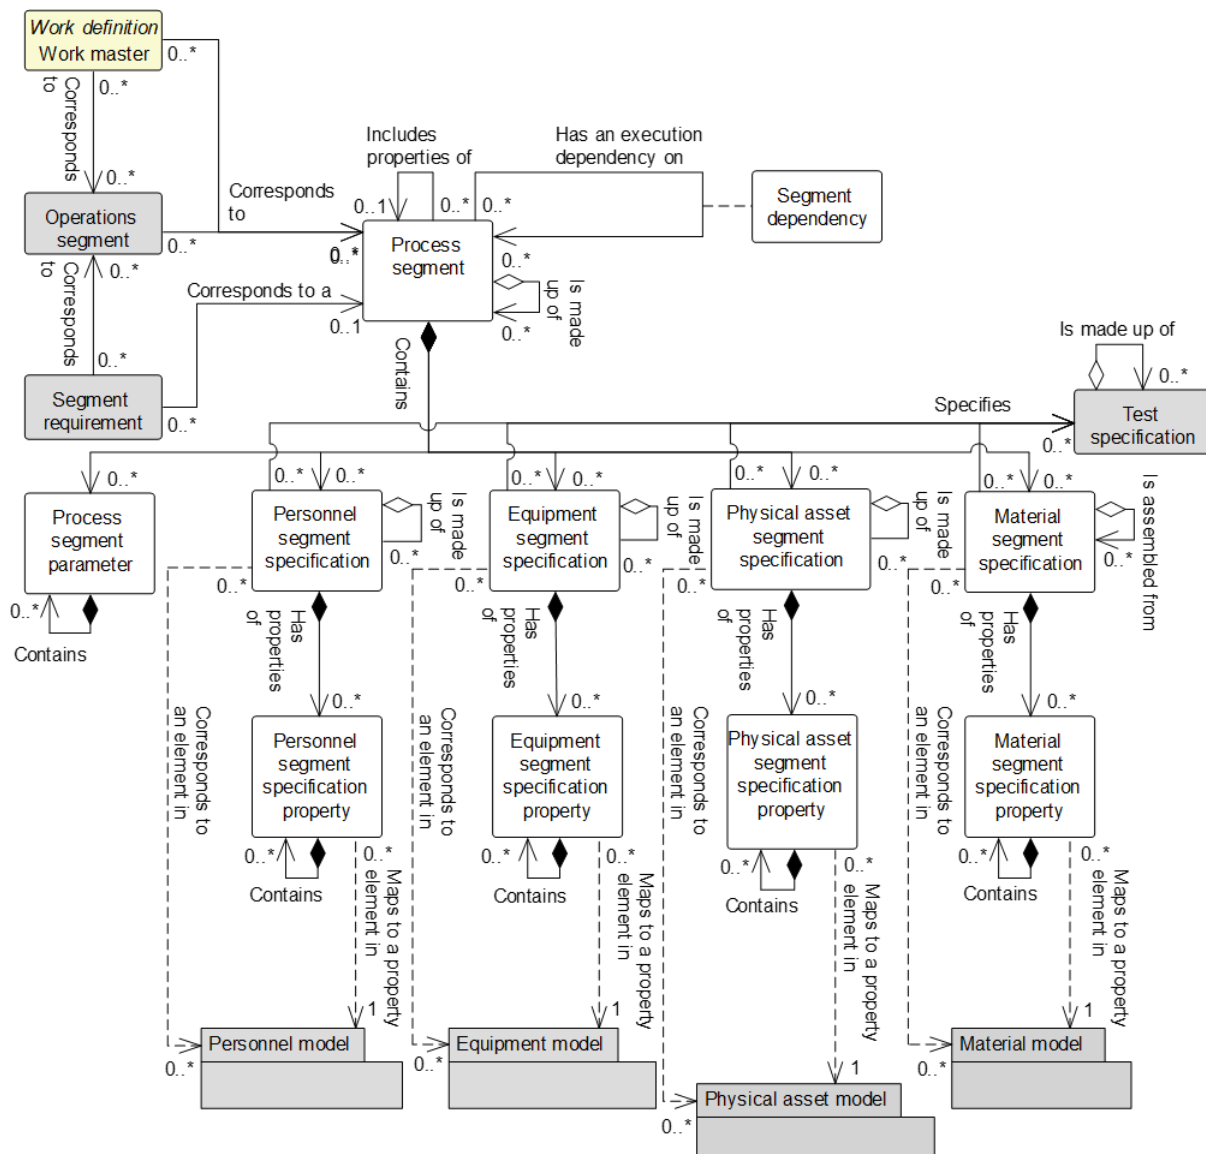 Work definition
Work master
0..*
0..*
Corresponds
to
0..*
0..*
Operations
segment
0..*
Corresponds
to
Includes
properties of
0..1
0..*
Has an execution
dependency on
0..*
0..*
Segment
dependency
Process
segment
0..*
0..*
Is made
up of
0..*
Corresponds
to
0..*
0..*
Corresponds to a
0..1
Segment
requirement
0..*
Contains
Is made up of
0..*
Test
specification
Specifies
0..*
0..*
0..*
0..*
0..*
0..*
0..*
0..*
0..*
0..*
Process
segment
parameter
0..*
Contains
Personnel
segment
specification
Is made
up of
0..*
0..*
Equipment
segment
specification
Is made
up of
0..*
0..*
Physical asset
segment
specification
Is made
up of
0..*
0..*
Material
segment
specification
Is assembled from
0..*
0..*
Has
properties
of
0..*
Has
properties
of
0..*
Has
properties
of
0..*
Has
properties
of
0..*
Personnel
segment
specification
property
0..*
Contains
Equipment
segment
specification
property
0..*
Contains
Physical asset
segment
specification
property
0..*
Contains
Material
segment
specification
property
0..*
Contains
Corresponds to
an element in
0..*
Maps to a property
element in
1
Corresponds to
an element in
0..*
Maps to a property
element in
1
Corresponds to
an element in
0..*
Maps to a property
element in
1
Corresponds to
an element in
0..*
Maps to a property
element in
1
0..*
Personnel model
0..*
Equipment model
0..*
Physical asset model
0..*
Material model